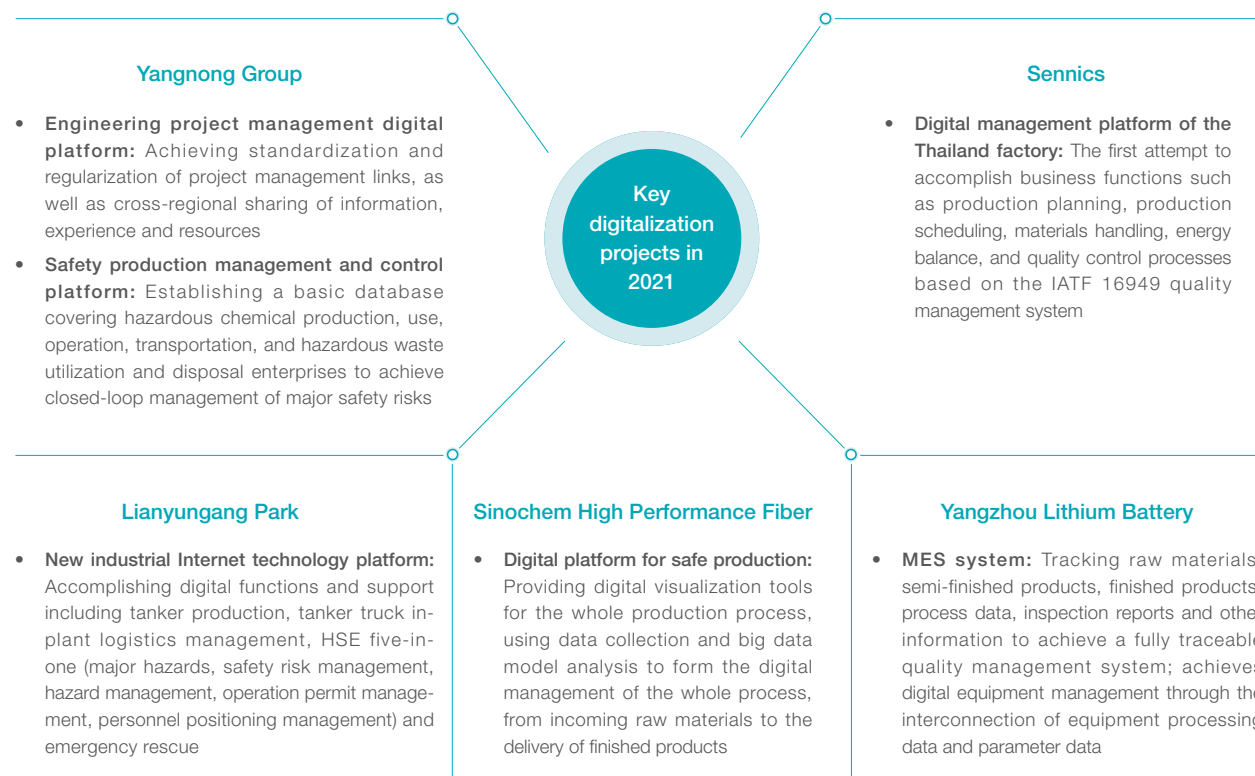 Yangnong Group
• Engineering project management digital
platform: Achieving standardization and
regularization of project management links, as
well as cross-regional sharing of information,
experience and resources
• Safety production management and control
platform: Establishing a basic database
covering hazardous chemical production, use,
operation, transportation, and hazardous waste
utilization and disposal enterprises to achieve
closed-loop management of major safety risks
Key
digitalization
projects in
2021
Sennics
• Digital management platform of the
Thailand factory: The first attempt to
accomplish business functions such
as production planning, production
scheduling, materials handling, energy
balance, and quality control processes
based on the IATF 16949 quality
management system
Lianyungang Park
• New industrial Internet technology platform:
Accomplishing digital functions and support
including tanker production, tanker truck in-
plant logistics management, HSE five-in-
one (major hazards, safety risk management,
hazard management, operation permit manage-
ment, personnel positioning management) and
emergency rescue
Sinochem High Performance Fiber
• Digital platform for safe production:
Providing digital visualization tools
for the whole production process,
using data collection and big data
model analysis to form the digital
management of the whole process,
from incoming raw materials to the
delivery of finished products
Yangzhou Lithium Battery
• MES system: Tracking raw materials
semi-finished products, finished products
process data, inspection reports and other
information to achieve a fully traceable
quality management system; achieves
digital equipment management through the
interconnection of equipment processing
data and parameter data